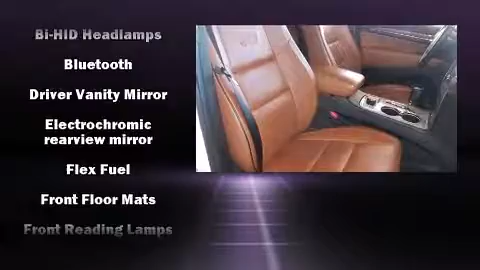 Bi-HID Headlamps
Bluetooth
Driver Vanity Mirror
Electrochromic
rearview mirror
Flex Fuel
Front Floor Mats
Front Reading Lamps